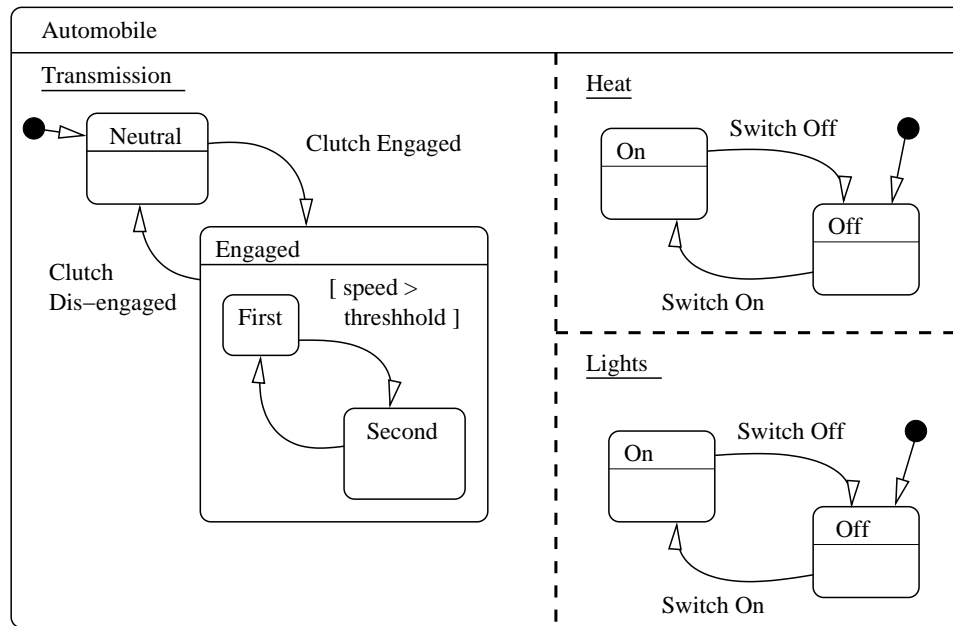 Automobile
Transmission
Neutral
Clutch Engaged
Clutch
Dis−engaged
Engaged
[ speed >
threshhold ]
First
Second
Heat
Switch Off
On
Off
Switch On
Lights
Switch Off
On
Off
Switch On